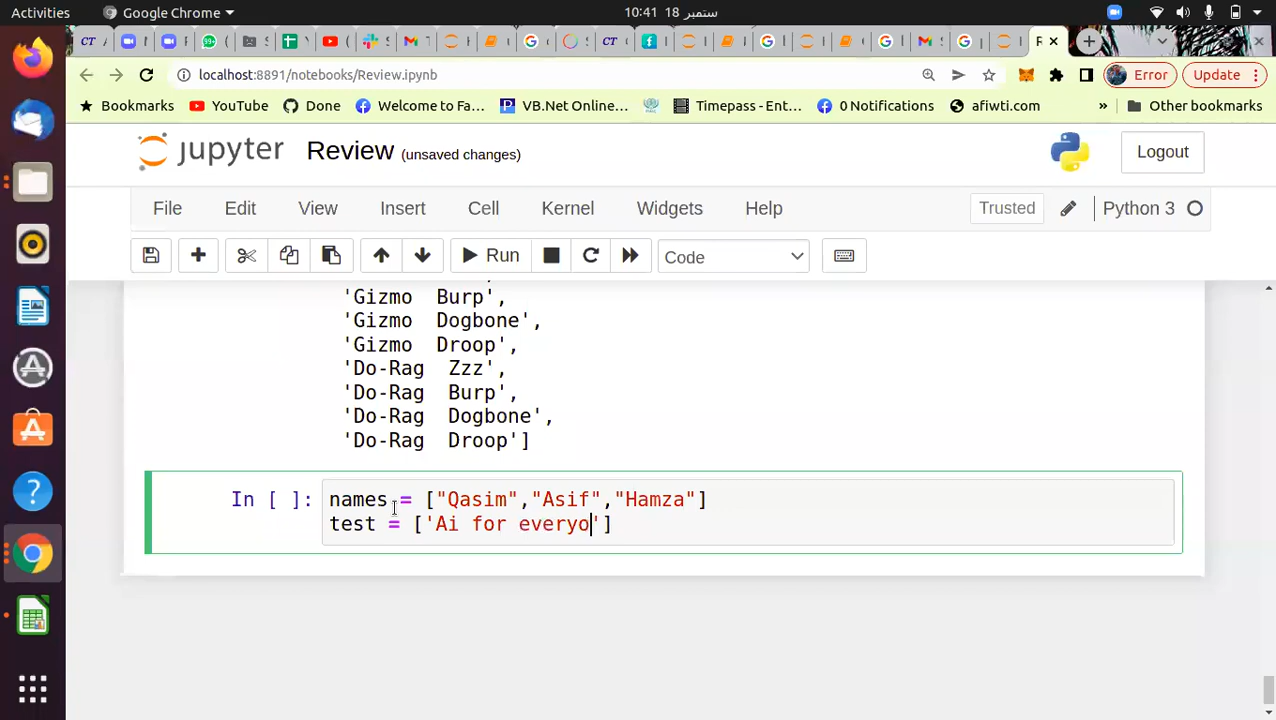 Activities Google Chrome ستمبر 18 10:41
CT 99+ S CT
localhost:8891/notebooks/Review.ipynb Error Update
Bookmarks YouTube Done Welcome to Fa... VB.Net Online... Timepass - Ent... 0 Notifications afiwti.com » Other bookmarks
jupyter Review (unsaved changes) Logout
File Edit View Insert Cell Kernel Widgets Help Trusted Python 3
Run Code
'Gizmo Burp',
'Gizmo Dogbone',
'Gizmo Droop',
'Do-Rag Zzz',
'Do-Rag Burp',
'Do-Rag Dogbone',
'Do-Rag Droop']
In [ ]: names = ["Qasim","Asif","Hamza"]
test = ['Ai for everyo']